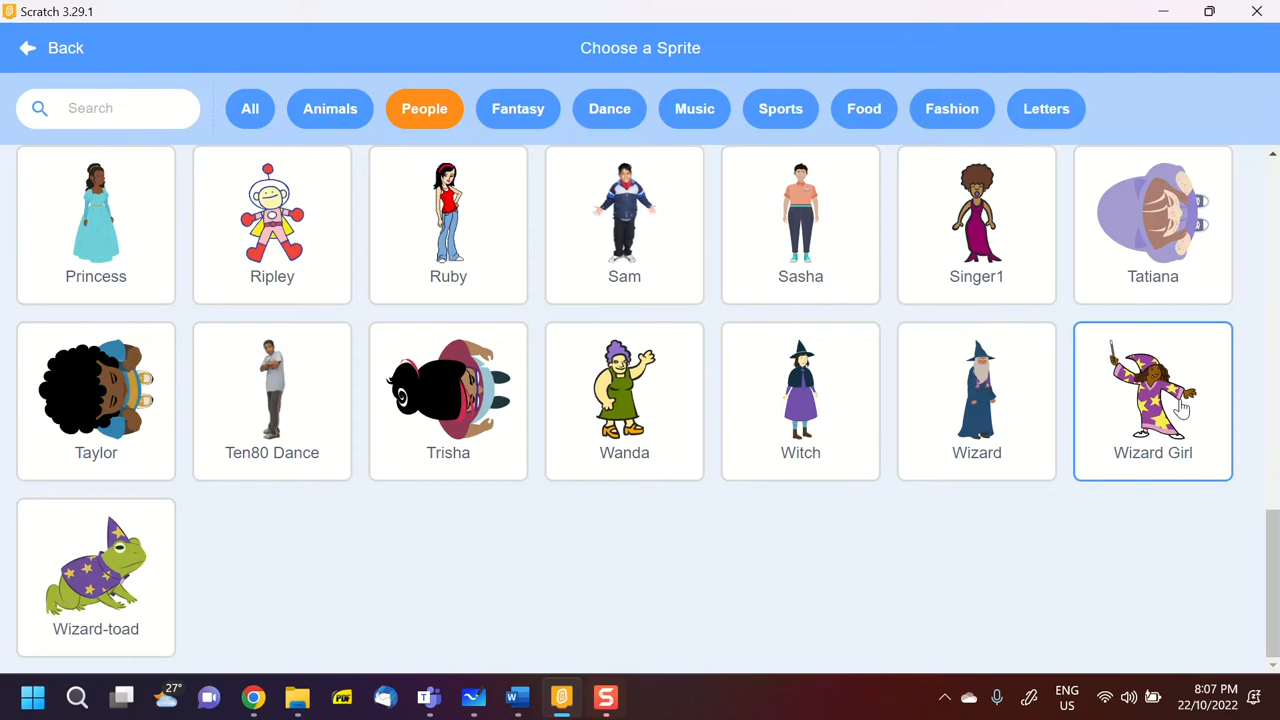 Scratch 3.29.1
Back
Choose a Sprite
Search
All
Animals
People
Fantasy
Dance
Music
Sports
Food
Fashion
Letters
Princess
Ripley
Ruby
Sam
Sasha
Singer1
Tatiana
Taylor
Ten80 Dance
Trisha
Wanda
Witch
Wizard
Wizard Girl
Wizard-toad
27°
PDF
ENG
US
8:07 PM
22/10/2022